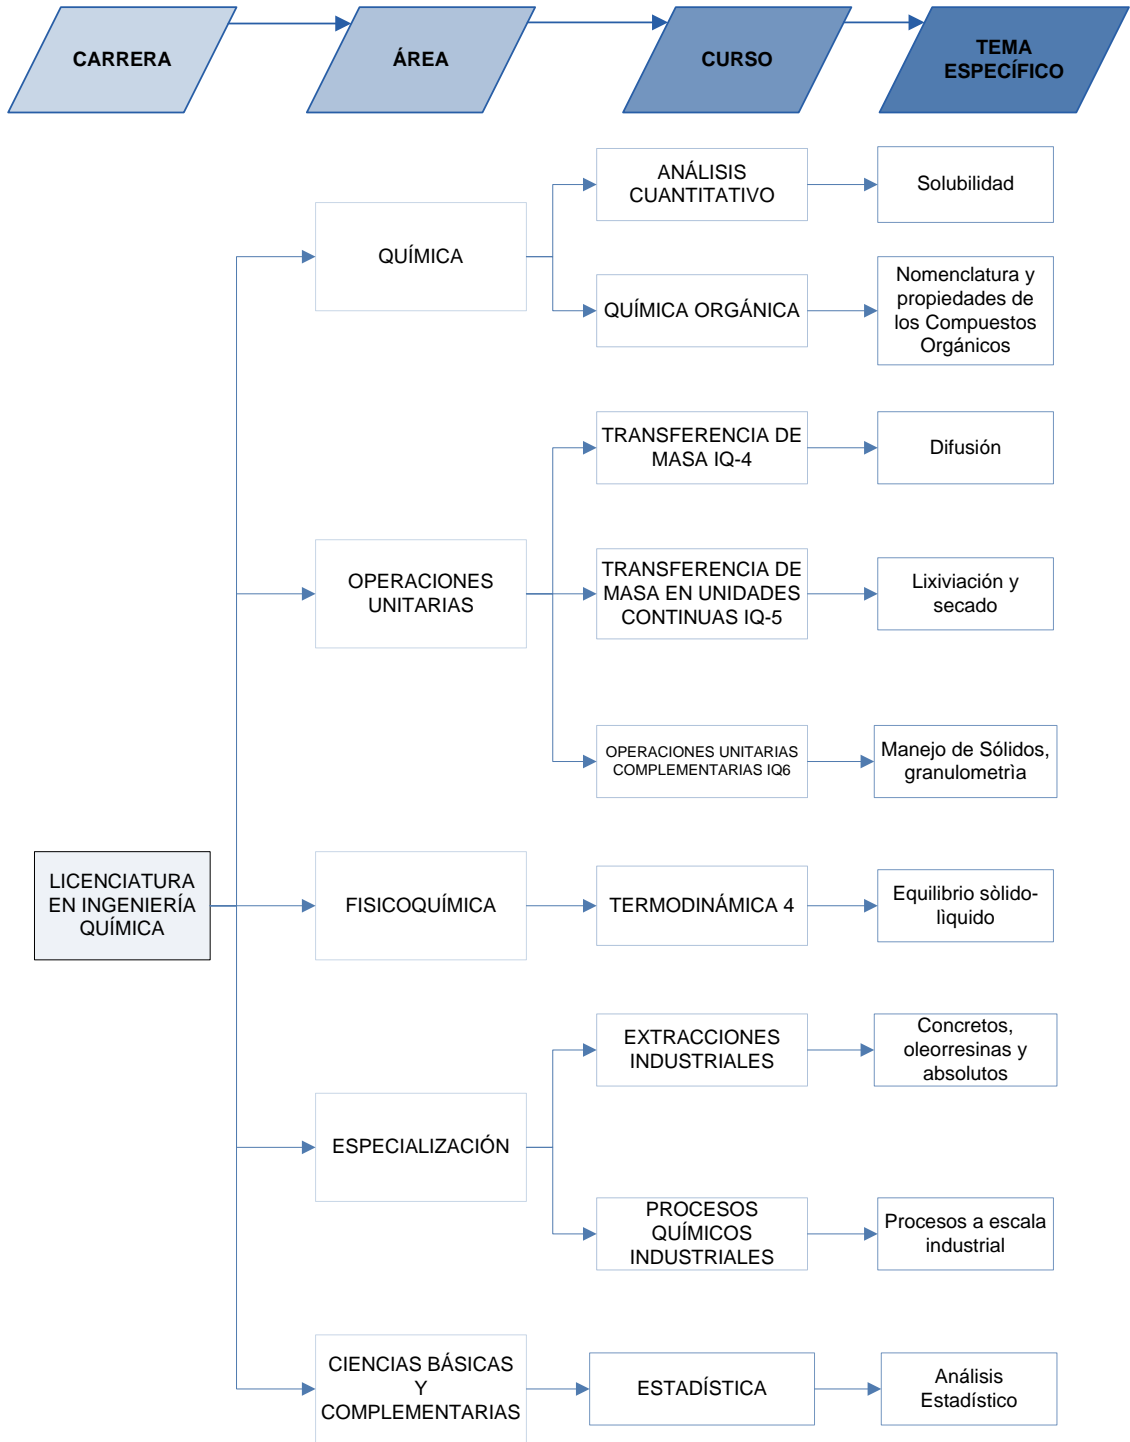 CARRERA
ÁREA
CURSO
TEMA
ESPECÍFICO
ANÁLISIS
CUANTITATIVO
Solubilidad
QUÍMICA
QUÍMICA ORGÁNICA
Nomenclatura y
propiedades de
los Compuestos
Orgánicos
TRANSFERENCIA DE
MASA IQ-4
Difusión
OPERACIONES
UNITARIAS
TRANSFERENCIA DE
MASA EN UNIDADES
CONTINUAS IQ-5
Lixiviación y
secado
OPERACIONES UNITARIAS
COMPLEMENTARIAS IQ6
Manejo de Sólidos,
granulometrìa
LICENCIATURA
EN INGENIERÍA
QUÍMICA
FISICOQUÍMICA
TERMODINÁMICA 4
Equilibrio sòlido-
lìquido
EXTRACCIONES
INDUSTRIALES
Concretos,
oleorresinas y
absolutos
ESPECIALIZACIÓN
PROCESOS
QUÍMICOS
INDUSTRIALES
Procesos a escala
industrial
CIENCIAS BÁSICAS
Y
COMPLEMENTARIAS
ESTADÍSTICA
Análisis
Estadístico